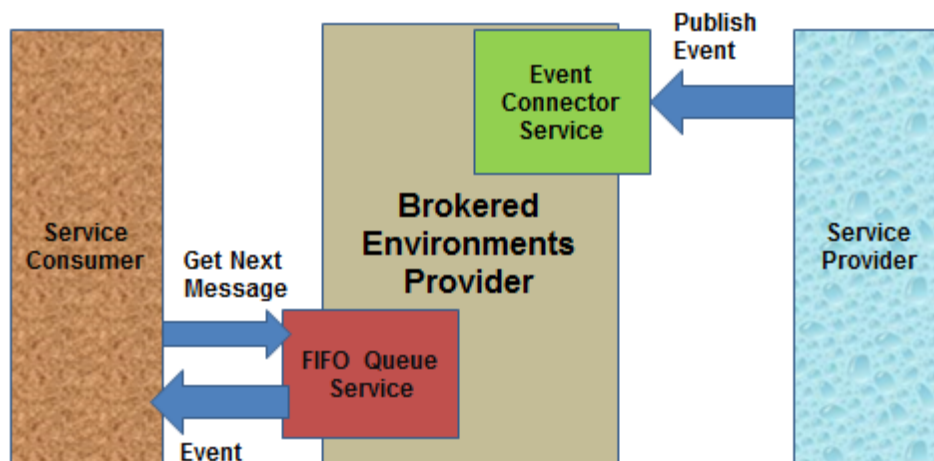 Publish
Event
Event
Connector
Service
Brokered
Environments
Provider
Service
Consumer
Service
Provider
Get Next
Message
FIFO Queue
Service
Event